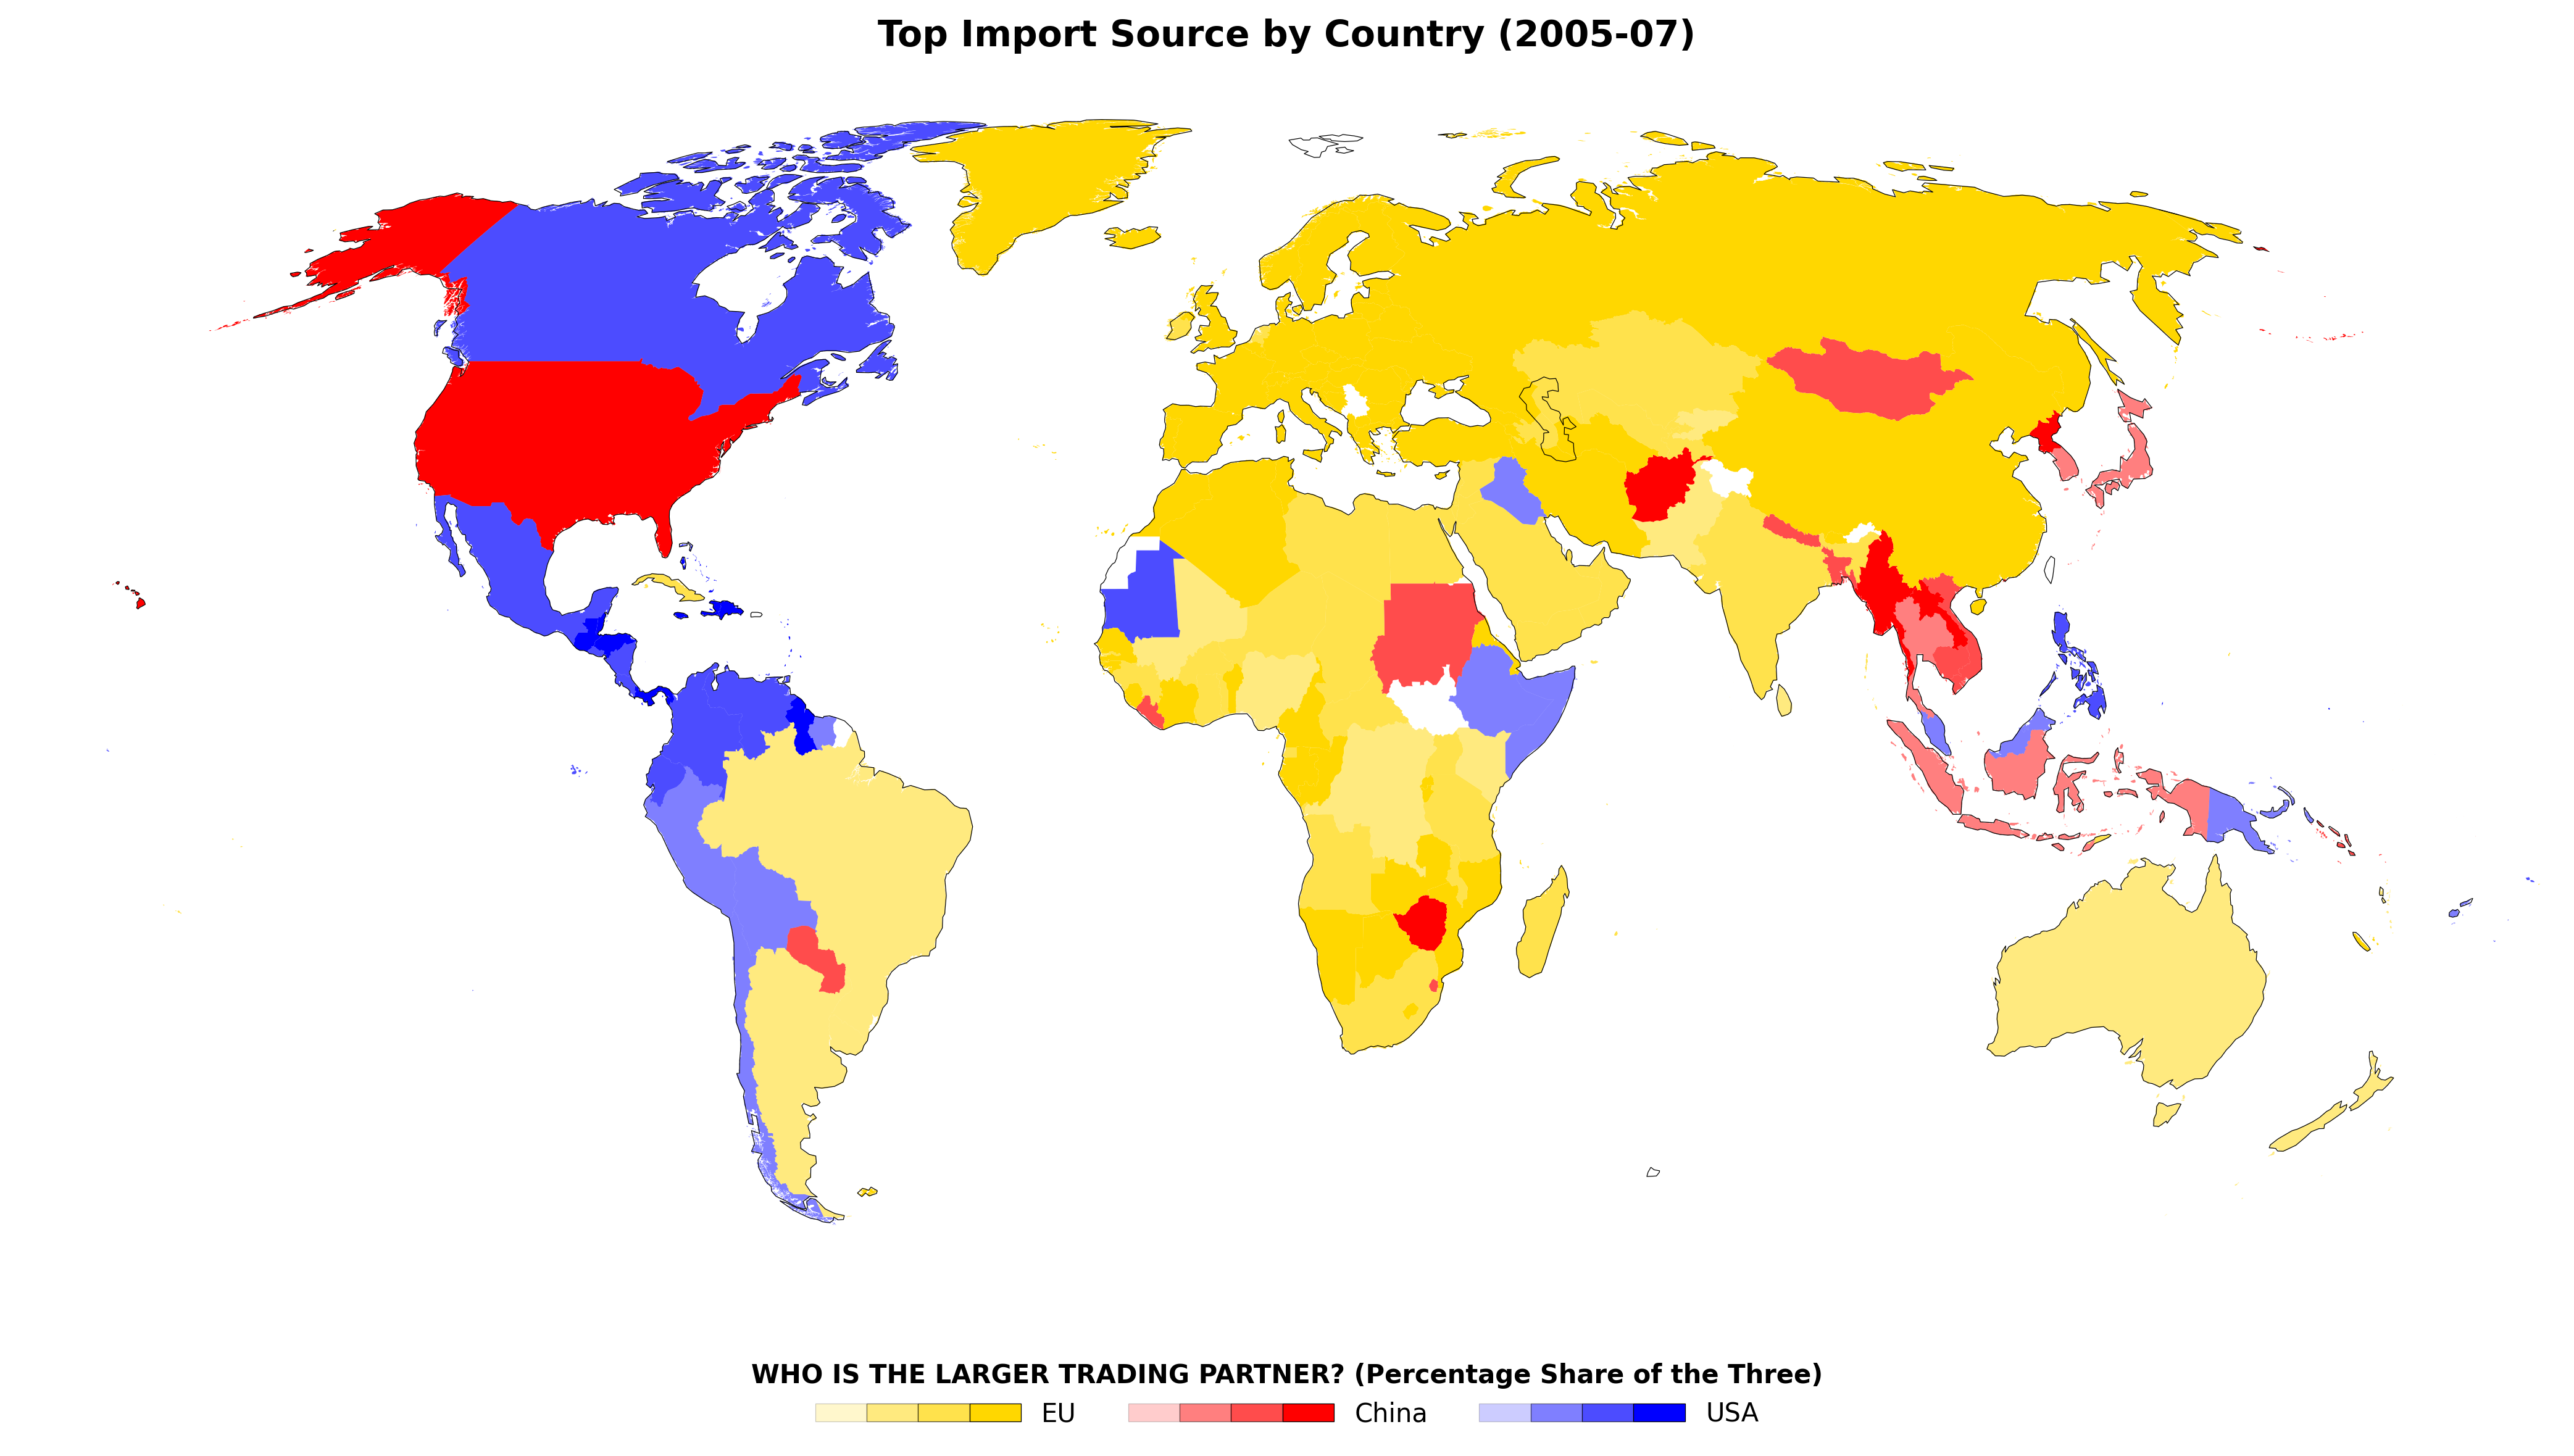 Top Import Source by Country (2005-07)
WHO IS THE LARGER TRADING PARTNER? (Percentage Share of the Three)
EU China USA